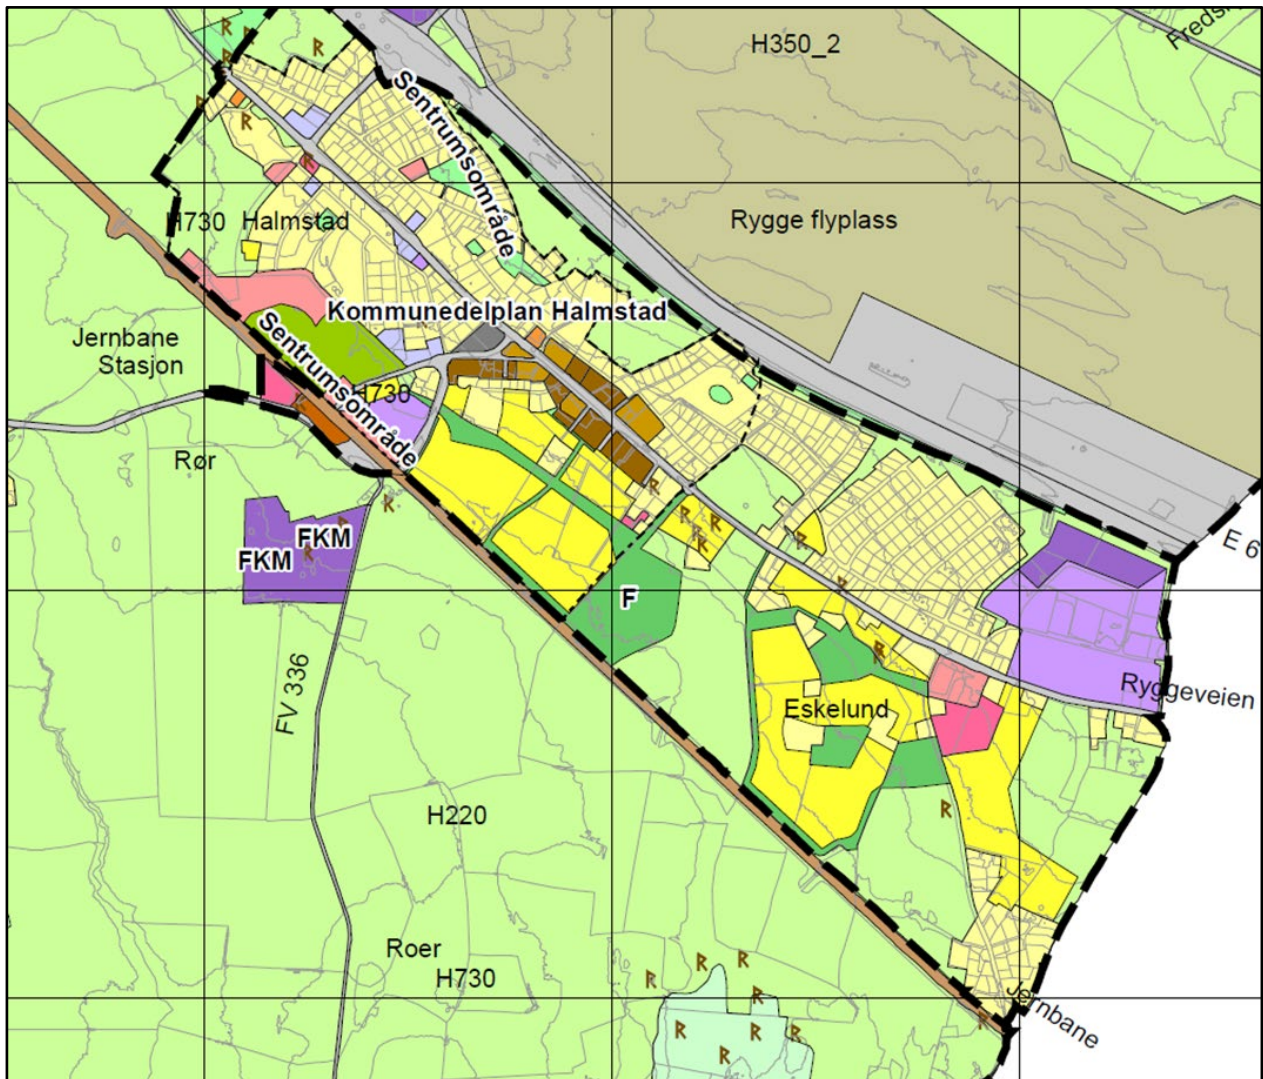 Fredsk
H350_2
Sentrumsområde
Rygge flyplass
H730 Halmstad
Kommunedelplan Halmstad
Jernbane
Stasjon
Sentrumsområde
H730
Rør
FKM
FKM
E 6
F
FV 336
Ryggeveien
Eskelund
H220
Roer
H730
Jernbane